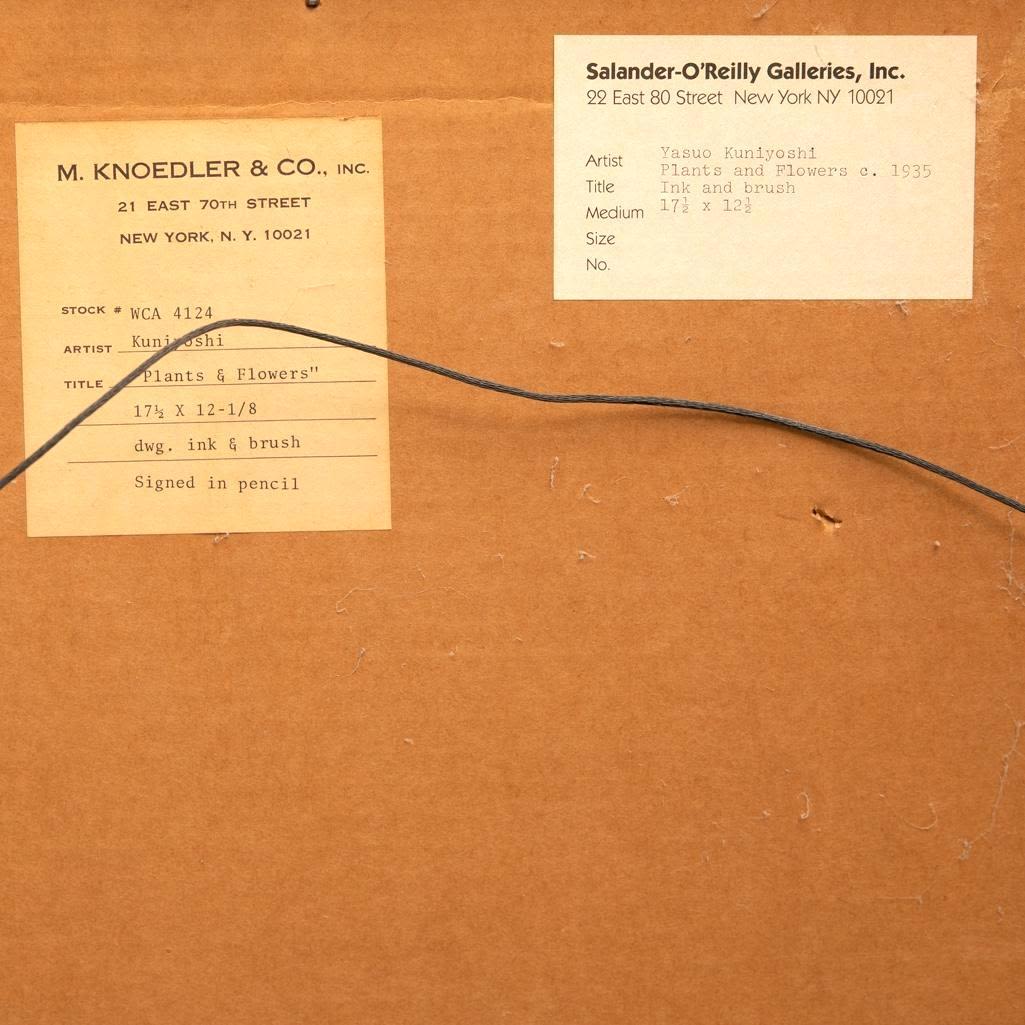 M. KNOEDLER & CO., INC.
21 EAST 70TH STREET
NEW YORK, N. Y. 10021
STOCK # WCA 4124
ARTIST Kuniyoshi
TITLE "Plants & Flowers"
17½ X 12-1/8
dwg. ink & brush
Signed in pencil
Salander-O'Reilly Galleries, Inc.
22 East 80 Street New York NY 10021
Artist Yasuo Kuniyoshi
Plants and Flowers c. 1935
Title Ink and brush
Medium 17½ x 12½
Size
No.